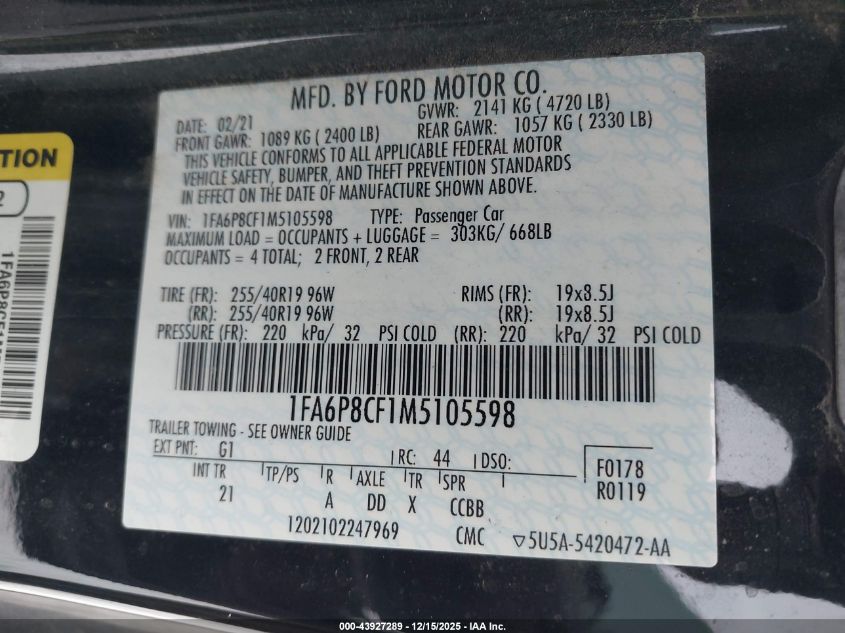 TION
2
1FA6P8CF1M5
MFD. BY FORD MOTOR CO.
DATE: 02/21 GVWR: 2141 KG ( 4720 LB)
FRONT GAWR: 1089 KG ( 2400 LB) REAR GAWR: 1057 KG ( 2330 LB)
THIS VEHICLE CONFORMS TO ALL APPLICABLE FEDERAL MOTOR
VEHICLE SAFETY, BUMPER, AND THEFT PREVENTION STANDARDS
IN EFFECT ON THE DATE OF MANUFACTURE SHOWN ABOVE.
VIN: 1FA6P8CF1M5105598 TYPE: Passenger Car
MAXIMUM LOAD = OCCUPANTS + LUGGAGE = 303KG/ 668LB
OCCUPANTS = 4 TOTAL; 2 FRONT, 2 REAR
TIRE (FR): 255/40R19 96W RIMS (FR): 19x8.5J
(RR): 255/40R19 96W (RR): 19x8.5J
PRESSURE (FR): 220 kPa/ 32 PSI COLD (RR): 220 kPa/ 32 PSI COLD
1FA6P8CF1M5105598
TRAILER TOWING - SEE OWNER GUIDE
EXT PNT: G1 RC: 44 DSO: F0178
INT TR TP/PS R AXLE TR SPR R0119
21 A DD X CCBB
1202102247969 CMC ▽5U5A-5420472-AA
000-43927289 - 12/15/2025 - IAA Inc.